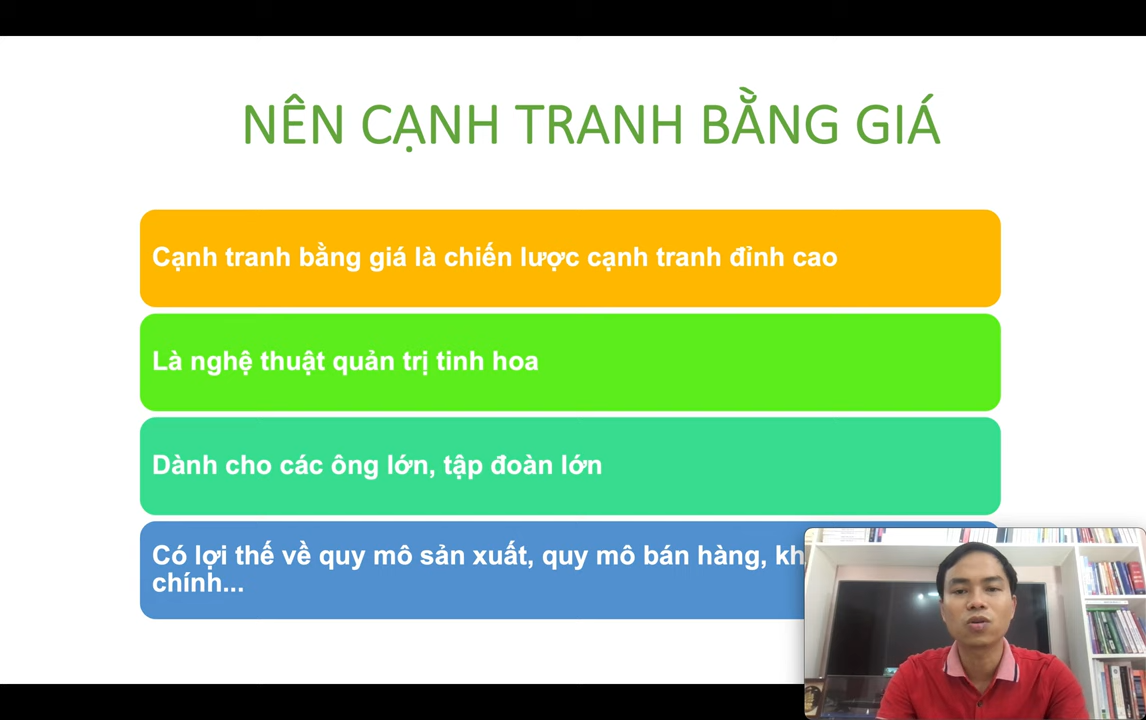 NÊN CẠNH TRANH BẰNG GIÁ
Cạnh tranh bằng giá là chiến lược cạnh tranh đỉnh cao
Là nghệ thuật quản trị tinh hoa
Dành cho các ông lớn, tập đoàn lớn
Có lợi thế về quy mô sản xuất, quy mô bán hàng,
chính...